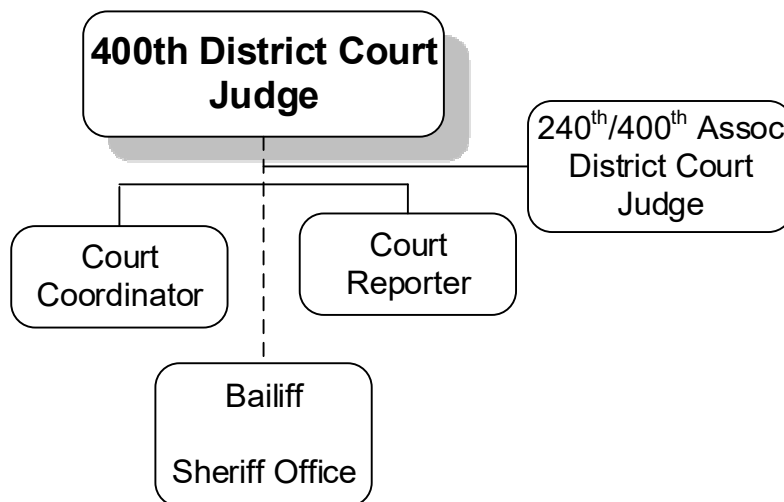 400th District Court
Judge
240th/400th Assoc
District Court
Judge
Court
Coordinator
Court
Reporter
Bailiff
Sheriff Office